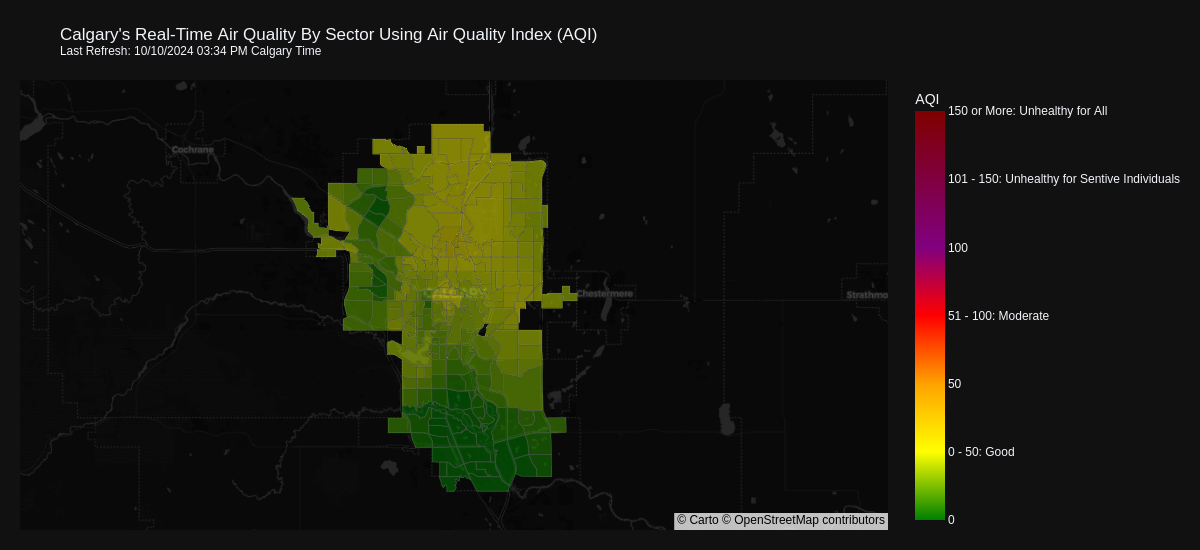 Calgary's Real-Time Air Quality By Sector Using Air Quality Index (AQI)
Last Refresh: 10/10/2024 03:34 PM Calgary Time
AQI
150 or More: Unhealthy for All
101 - 150: Unhealthy for Sentive Individuals
100
51 - 100: Moderate
50
0 - 50: Good
0
Cochrane
CALGARY
Chestermere
Strathmo
© Carto © OpenStreetMap contributors